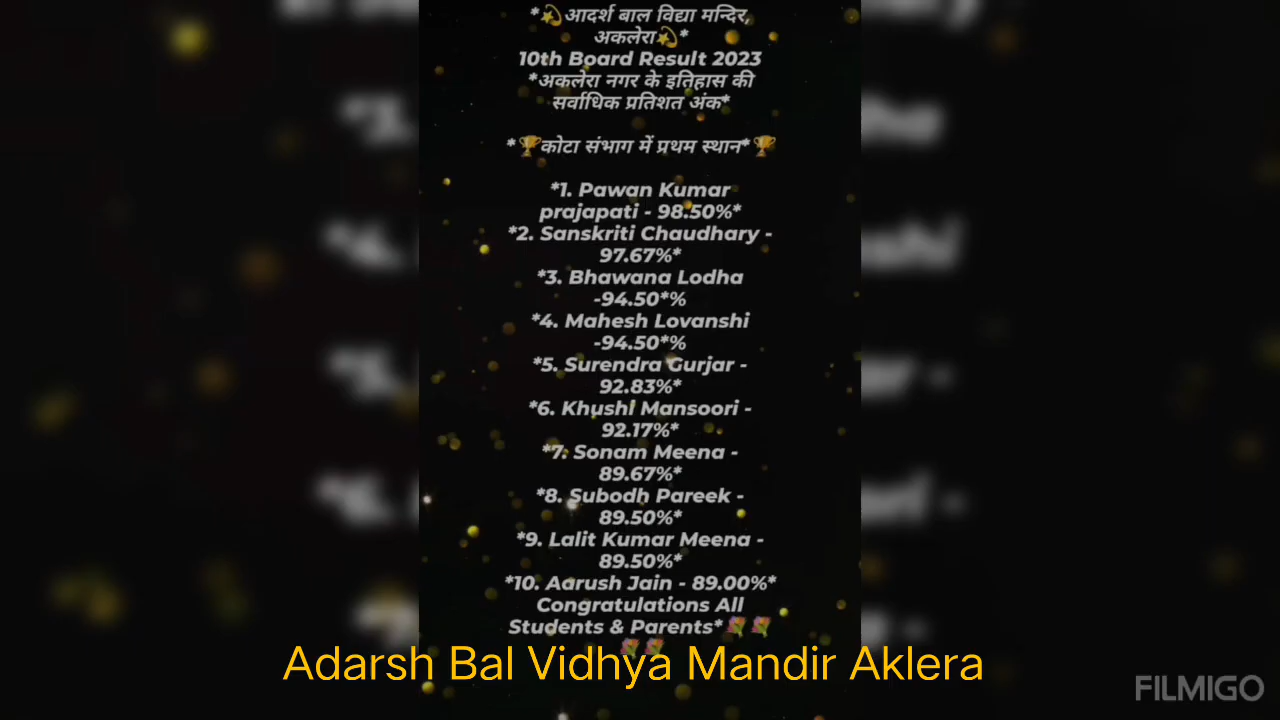 *💫आदर्श बाल विद्या मन्दिर,
अकलेरा💫*
10th Board Result 2023
*अकलेरा नगर के इतिहास की
सर्वाधिक प्रतिशत अंक*
*🏆कोटा संभाग में प्रथम स्थान*🏆
*1. Pawan Kumar
prajapati - 98.50%*
*2. Sanskriti Chaudhary -
97.67%*
*3. Bhawana Lodha
-94.50*%
*4. Mahesh Lovanshi
-94.50*%
*5. Surendra Gurjar -
92.83%*
*6. Khushi Mansoori -
92.17%*
*7. Sonam Meena -
89.67%*
*8. Subodh Pareek -
89.50%*
*9. Lalit Kumar Meena -
89.50%*
*10. Aarush Jain - 89.00%*
Congratulations All
Students & Parents*💐💐
💐💐
Adarsh Bal Vidhya Mandir Aklera
FILMIGO